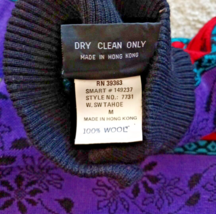 DRY CLEAN ONLY
MADE IN HONG KONG
RN 39363
SMART # 149237
STYLE NO.: 7731
W. SW TAHOE
M
MADE IN HONG KONG
100% WOOL